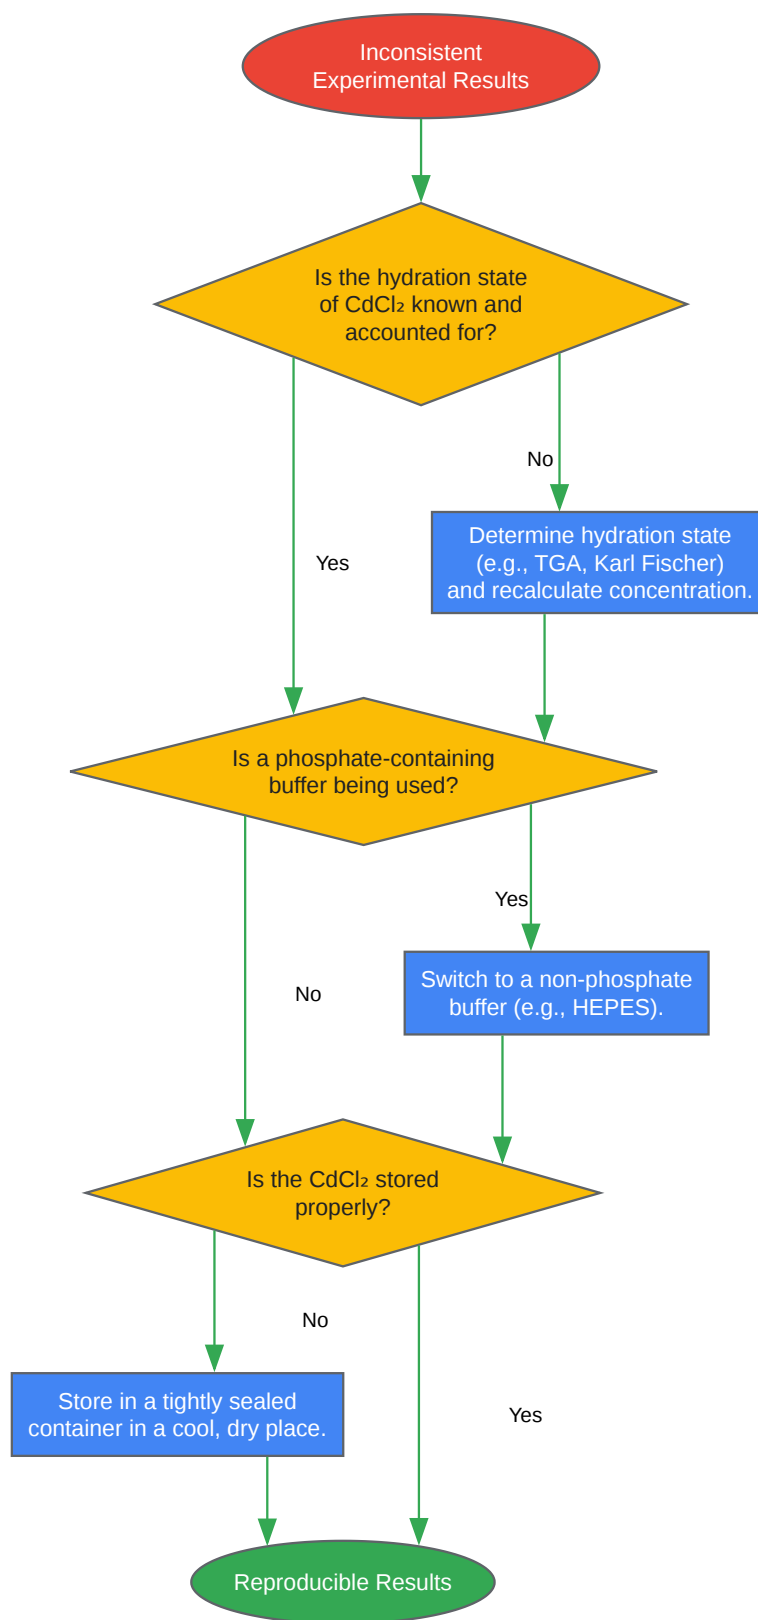 Inconsistent
Experimental Results
Is the hydration state
of CdCl₂ known and
accounted for?
No
Determine hydration state
(e.g., TGA, Karl Fischer)
and recalculate concentration.
Yes
Is a phosphate-containing
buffer being used?
Yes
Switch to a non-phosphate
buffer (e.g., HEPES).
No
Is the CdCl₂ stored
properly?
No
Store in a tightly sealed
container in a cool, dry place.
Yes
Reproducible Results